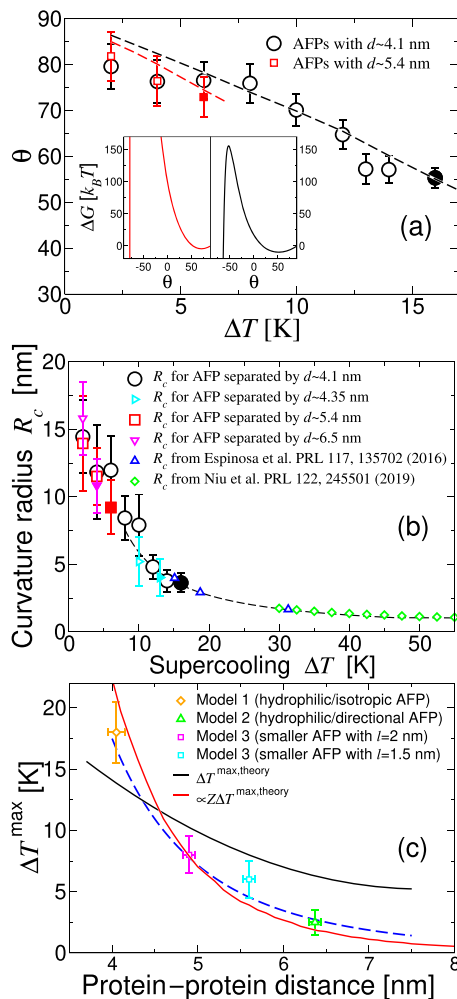 AFPs with d~4.1 nm
AFPs with d~5.4 nm
30
40
50
60
70
80
90
θ
ΔG [k_BT]
150
100
50
0
150
100
50
0
-50 0 50
-50 0 50
θ θ
(a)
0 5 10 15
ΔT [K]
20
15
10
5
0
Curvature radius R_c [nm]
R_c for AFP separated by d~4.1 nm
R_c for AFP separated by d~4.35 nm
R_c for AFP separated by d~5.4 nm
R_c for AFP separated by d~6.5 nm
R_c from Espinosa et al. PRL 117, 135702 (2016)
R_c from Niu et al. PRL 122, 245501 (2019)
(b)
0 10 20 30 40 50
Supercooling ΔT [K]
20
15
10
5
0
ΔT^max [K]
Model 1 (hydrophilic/isotropic AFP)
Model 2 (hydrophilic/directional AFP)
Model 3 (smaller AFP with l=2 nm)
Model 3 (smaller AFP with l=1.5 nm)
ΔT^max,theory
∝ZΔT^max,theory
(c)
4 5 6 7 8
Protein-protein distance [nm]